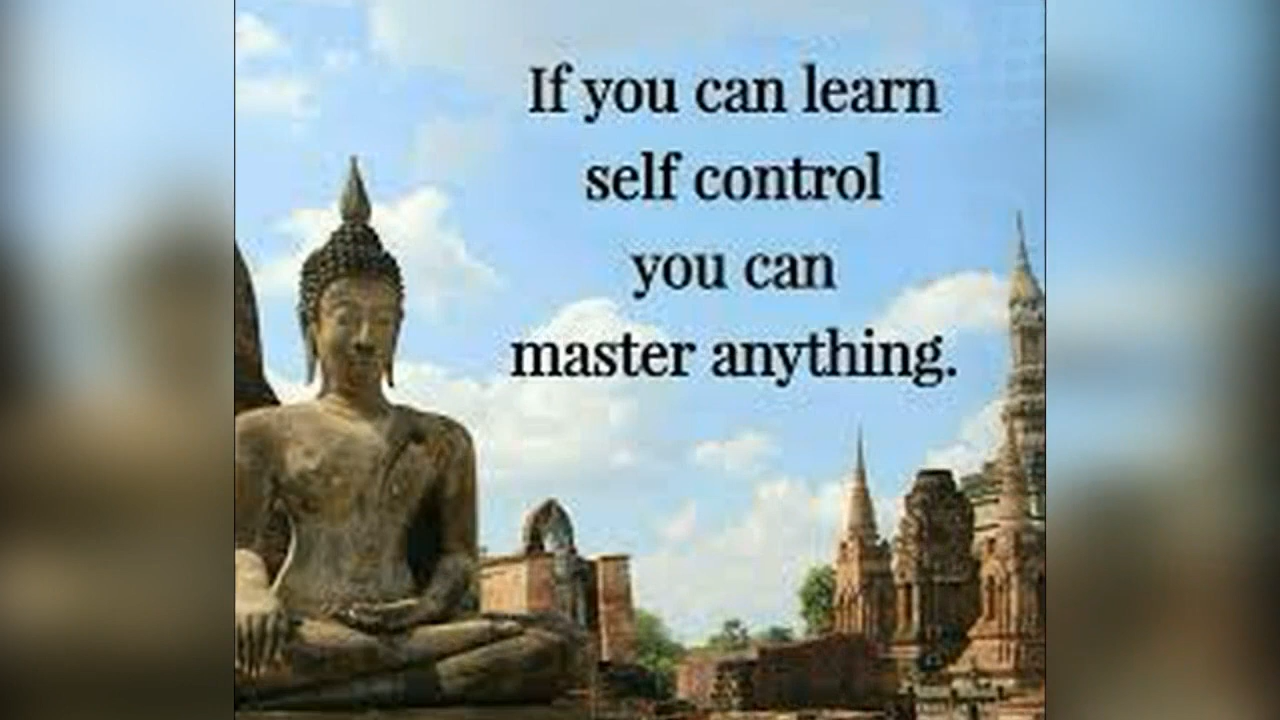 If you can learn
self control
you can
master anything.